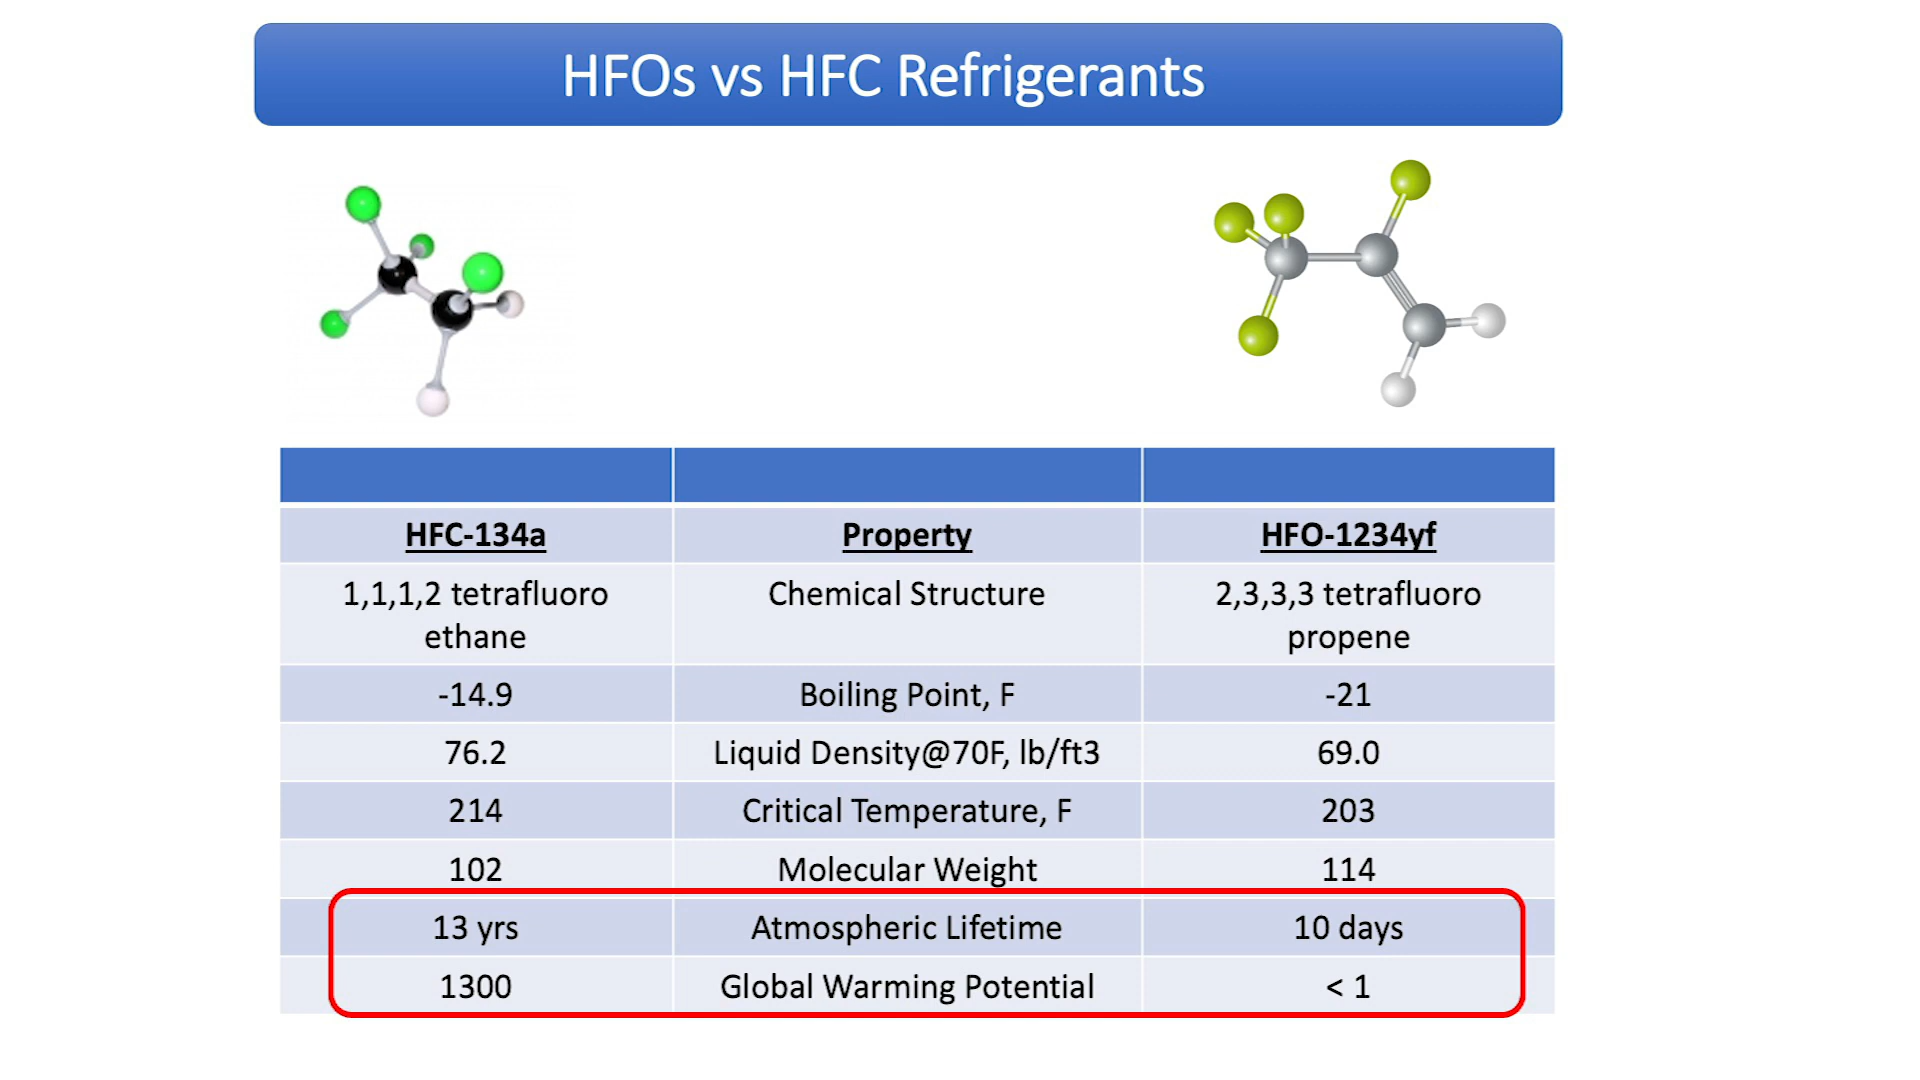 HFOs vs HFC Refrigerants
HFC-134a Property HFO-1234yf
1,1,1,2 tetrafluoro Chemical Structure 2,3,3,3 tetrafluoro
ethane propene
-14.9 Boiling Point, F -21
76.2 Liquid Density@70F, lb/ft3 69.0
214 Critical Temperature, F 203
102 Molecular Weight 114
13 yrs Atmospheric Lifetime 10 days
1300 Global Warming Potential < 1